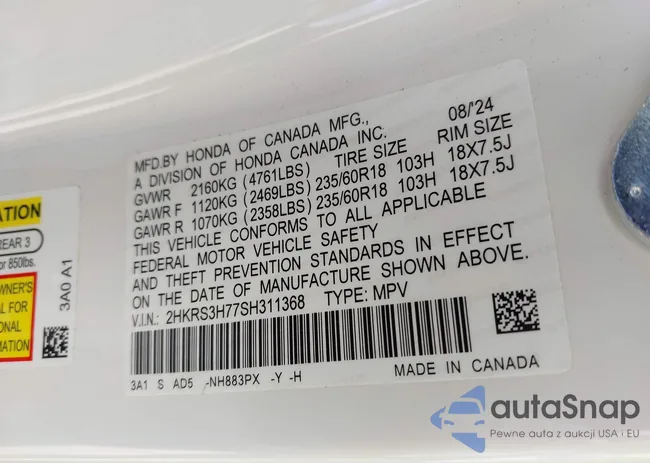 MFD.BY HONDA OF CANADA MFG., 08/'24
A DIVISION OF HONDA CANADA INC.
GVWR 2160KG (4761LBS) TIRE SIZE RIM SIZE
GAWR F 1120KG (2469LBS) 235/60R18 103H 18X7.5J
GAWR R 1070KG (2358LBS) 235/60R18 103H 18X7.5J
THIS VEHICLE CONFORMS TO ALL APPLICABLE
FEDERAL MOTOR VEHICLE SAFETY
AND THEFT PREVENTION STANDARDS IN EFFECT
ON THE DATE OF MANUFACTURE SHOWN ABOVE.
V.I.N.: 2HKRS3H77SH311368 TYPE: MPV
3A1 S AD5 -NH883PX -Y -H MADE IN CANADA
REAR 3
or 850lbs.
3A0 A1
autaSnap
Pewne auta z aukcji USA i EU